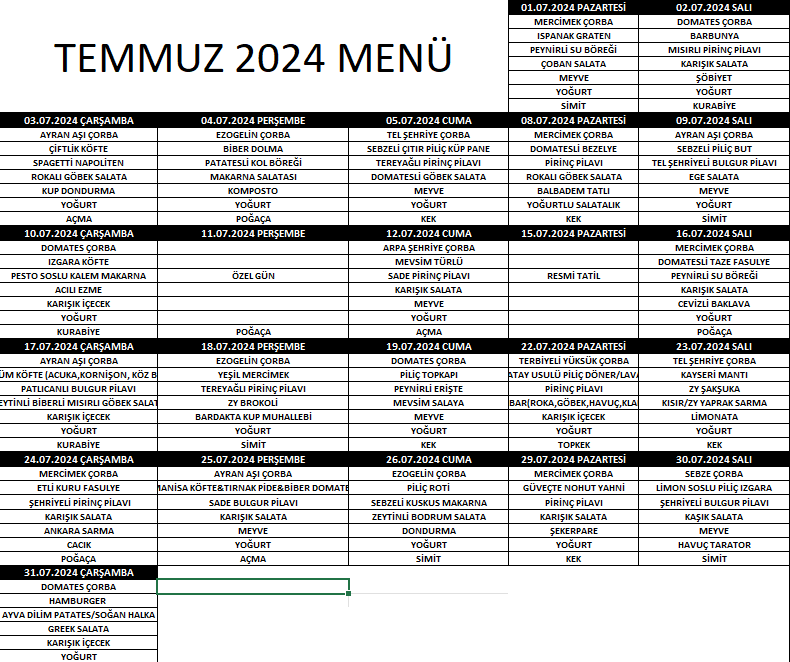 TEMMUZ 2024 MENÜ
01.07.2024 PAZARTESİ
MERCİMEK ÇORBA
ISPANAK GRATEN
PEYNİRLİ SU BÖREĞİ
ÇOBAN SALATA
MEYVE
YOĞURT
SİMİT
02.07.2024 SALI
DOMATES ÇORBA
BARBUNYA
MISIRLI PİRİNÇ PİLAVI
KARIŞIK SALATA
ŞÖBİYET
YOĞURT
KURABİYE
03.07.2024 ÇARŞAMBA
AYRAN AŞI ÇORBA
ÇİFTLİK KÖFTE
SPAGETTİ NAPOLİTEN
ROKALI GÖBEK SALATA
KUP DONDURMA
YOĞURT
AÇMA
04.07.2024 PERŞEMBE
EZOGELİN ÇORBA
BİBER DOLMA
PATATESLİ KOL BÖREĞİ
MAKARNA SALATASI
KOMPOSTO
YOĞURT
POĞAÇA
05.07.2024 CUMA
TEL ŞEHRİYE ÇORBA
SEBZELİ ÇITIR PİLİÇ KÜP PANE
TEREYAĞLI PİRİNÇ PİLAVI
DOMATESLİ GÖBEK SALATA
MEYVE
YOĞURT
KEK
08.07.2024 PAZARTESİ
MERCİMEK ÇORBA
DOMATESLİ BEZELYE
PİRİNÇ PİLAVI
ROKALI GÖBEK SALATA
BALBADEM TATLI
YOĞURTLU SALATALIK
KEK
09.07.2024 SALI
AYRAN AŞI ÇORBA
SEBZELİ PİLİÇ BUT
TEL ŞEHRİYELİ BULGUR PİLAVI
EGE SALATA
MEYVE
YOĞURT
SİMİT
10.07.2024 ÇARŞAMBA
DOMATES ÇORBA
IZGARA KÖFTE
PESTO SOSLU KALEM MAKARNA
ACILI EZME
KARIŞIK İÇECEK
YOĞURT
KURABİYE
11.07.2024 PERŞEMBE
ÖZEL GÜN
POĞAÇA
12.07.2024 CUMA
ARPA ŞEHRİYE ÇORBA
MEVSİM TÜRLÜ
SADE PİRİNÇ PİLAVI
KARIŞIK SALATA
MEYVE
YOĞURT
AÇMA
15.07.2024 PAZARTESİ
RESMİ TATİL
16.07.2024 SALI
MERCİMEK ÇORBA
DOMATESLİ TAZE FASULYE
PEYNİRLİ SU BÖREĞİ
KARIŞIK SALATA
CEVİZLİ BAKLAVA
YOĞURT
POĞAÇA
17.07.2024 ÇARŞAMBA
AYRAN AŞI ÇORBA
ÜM KÖFTE (ACUKA,KORNİŞON, KÖZ B
PATLICANLI BULGUR PİLAVI
EYTİNLİ BİBERLİ MISIRLI GÖBEK SALAT
KARIŞIK İÇECEK
YOĞURT
KURABİYE
18.07.2024 PERŞEMBE
EZOGELİN ÇORBA
YEŞİL MERCİMEK
TEREYAĞLI PİRİNÇ PİLAVI
ZY BROKOLİ
BARDAKTA KUP MUHALLEBİ
YOĞURT
SİMİT
19.07.2024 CUMA
DOMATES ÇORBA
PİLİÇ TOPKAPI
PEYNİRLİ ERİŞTE
MEVSİM SALAYA
MEYVE
YOĞURT
KEK
22.07.2024 PAZARTESİ
TERBİYELİ YÜKSÜK ÇORBA
ATAY USULÜ PİLİÇ DÖNER/LAVA
PİRİNÇ PİLAVI
BAR(ROKA,GÖBEK,HAVUÇ,KLA
KARIŞIK İÇECEK
YOĞURT
TOPKEK
23.07.2024 SALI
TEL ŞEHRİYE ÇORBA
KAYSERİ MANTI
ZY ŞAKŞUKA
KISIR/ZY YAPRAK SARMA
LİMONATA
YOĞURT
KEK
24.07.2024 ÇARŞAMBA
MERCİMEK ÇORBA
ETLİ KURU FASULYE
ŞEHRİYELİ PİRİNÇ PİLAVI
KARIŞIK SALATA
ANKARA SARMA
CACIK
POĞAÇA
25.07.2024 PERŞEMBE
AYRAN AŞI ÇORBA
MANİSA KÖFTE&TIRNAK PİDE&BİBER DOMATE
SADE BULGUR PİLAVI
KARIŞIK SALATA
MEYVE
YOĞURT
AÇMA
26.07.2024 CUMA
EZOGELİN ÇORBA
PİLİÇ ROTİ
SEBZELİ KUSKUS MAKARNA
ZEYTİNLİ BODRUM SALATA
DONDURMA
YOĞURT
SİMİT
29.07.2024 PAZARTESİ
MERCİMEK ÇORBA
GÜVEÇTE NOHUT YAHNİ
PİRİNÇ PİLAVI
KARIŞIK SALATA
ŞEKERPARE
YOĞURT
KEK
30.07.2024 SALI
SEBZE ÇORBA
LİMON SOSLU PİLİÇ IZGARA
ŞEHRİYELİ BULGUR PİLAVI
KAŞIK SALATA
MEYVE
HAVUÇ TARATOR
SİMİT
31.07.2024 ÇARŞAMBA
DOMATES ÇORBA
HAMBURGER
AYVA DİLİM PATATES/SOĞAN HALKA
GREEK SALATA
KARIŞIK İÇECEK
YOĞURT